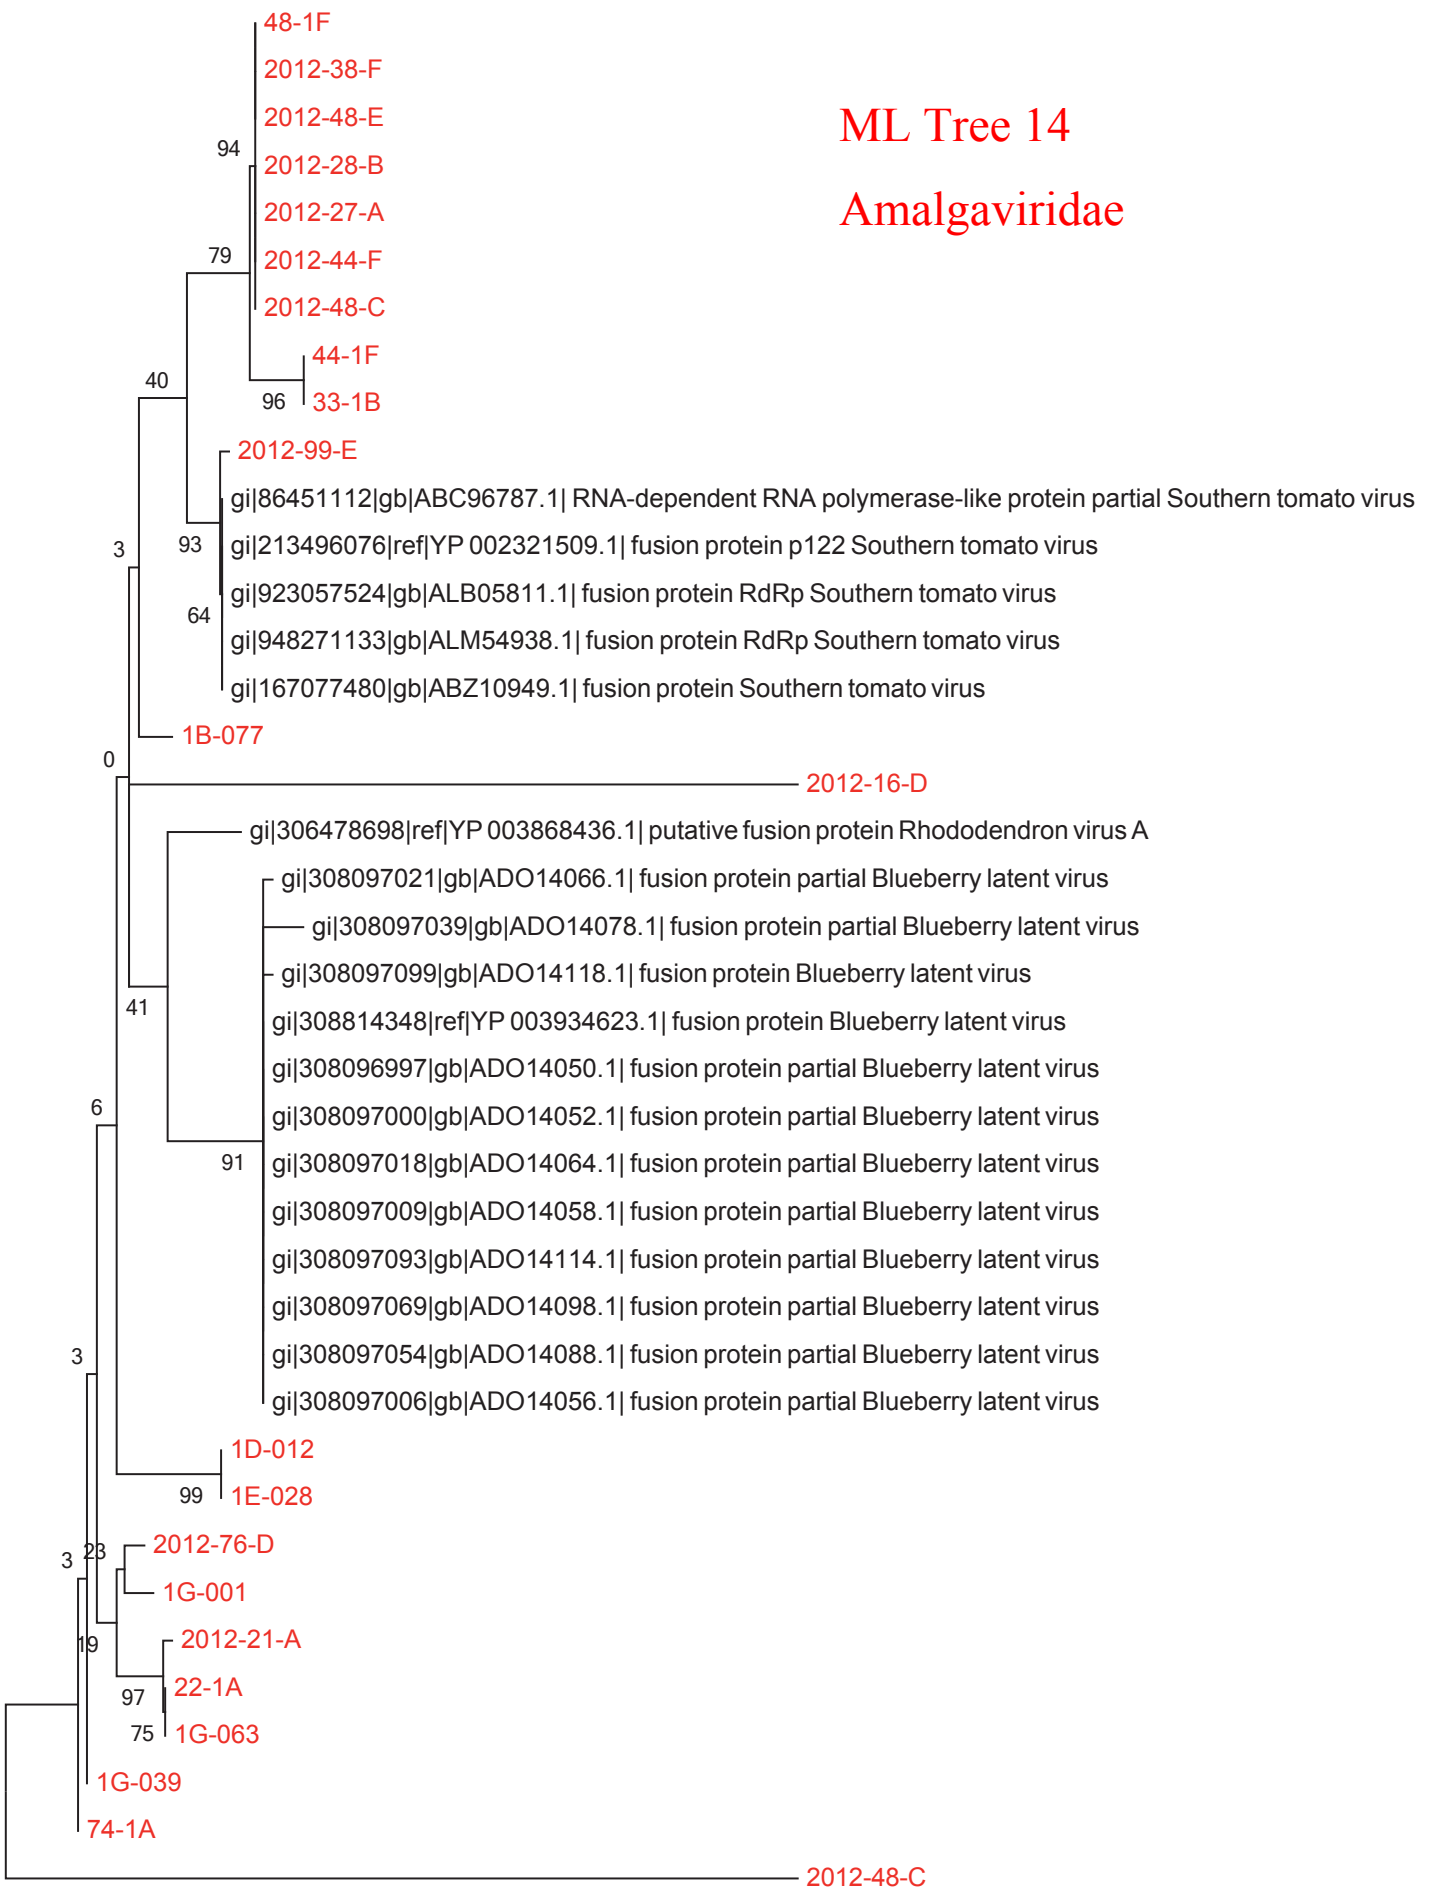 48-1F
2012-38-F
ML Tree 14
2012-48-E
94
2012-28-B
Amalgaviridae
2012-27-A
79
2012-44-F
2012-48-C
44-1F
40
96
33-1B
2012-99-E
gi|86451112|gb|ABC96787.1| RNA-dependent RNA polymerase-like protein partial Southern tomato virus
3
93
gi|213496076|ref|YP 002321509.1| fusion protein p122 Southern tomato virus
gi|923057524|gb|ALB05811.1| fusion protein RdRp Southern tomato virus
64
gi|948271133|gb|ALM54938.1| fusion protein RdRp Southern tomato virus
gi|167077480|gb|ABZ10949.1| fusion protein Southern tomato virus
1B-077
0
2012-16-D
gi|306478698|ref|YP 003868436.1| putative fusion protein Rhododendron virus A
gi|308097021|gb|ADO14066.1| fusion protein partial Blueberry latent virus
gi|308097039|gb|ADO14078.1| fusion protein partial Blueberry latent virus
gi|308097099|gb|ADO14118.1| fusion protein Blueberry latent virus
41
gi|308814348|ref|YP 003934623.1| fusion protein Blueberry latent virus
gi|308096997|gb|ADO14050.1| fusion protein partial Blueberry latent virus
6
gi|308097000|gb|ADO14052.1| fusion protein partial Blueberry latent virus
91
gi|308097018|gb|ADO14064.1| fusion protein partial Blueberry latent virus
gi|308097009|gb|ADO14058.1| fusion protein partial Blueberry latent virus
gi|308097093|gb|ADO14114.1| fusion protein partial Blueberry latent virus
gi|308097069|gb|ADO14098.1| fusion protein partial Blueberry latent virus
3
gi|308097054|gb|ADO14088.1| fusion protein partial Blueberry latent virus
gi|308097006|gb|ADO14056.1| fusion protein partial Blueberry latent virus
1D-012
99
1E-028
3
23
2012-76-D
1G-001
19
2012-21-A
97
22-1A
75
1G-063
1G-039
74-1A
2012-48-C